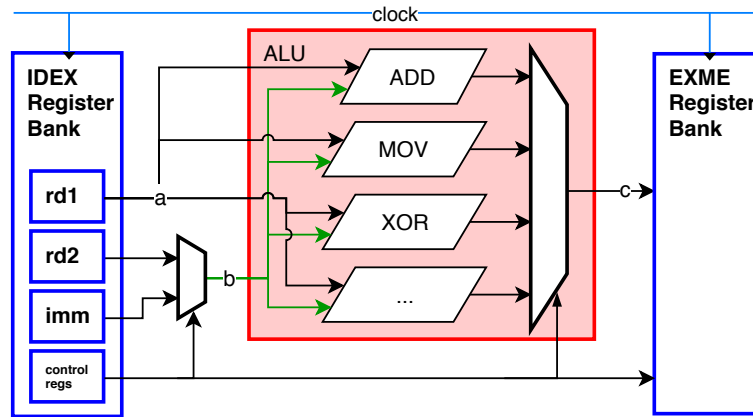 clock
IDEX
Register
Bank
ALU
ADD
EXME
Register
Bank
MOV
rd1
a
c
XOR
rd2
b
imm
...
control
regs